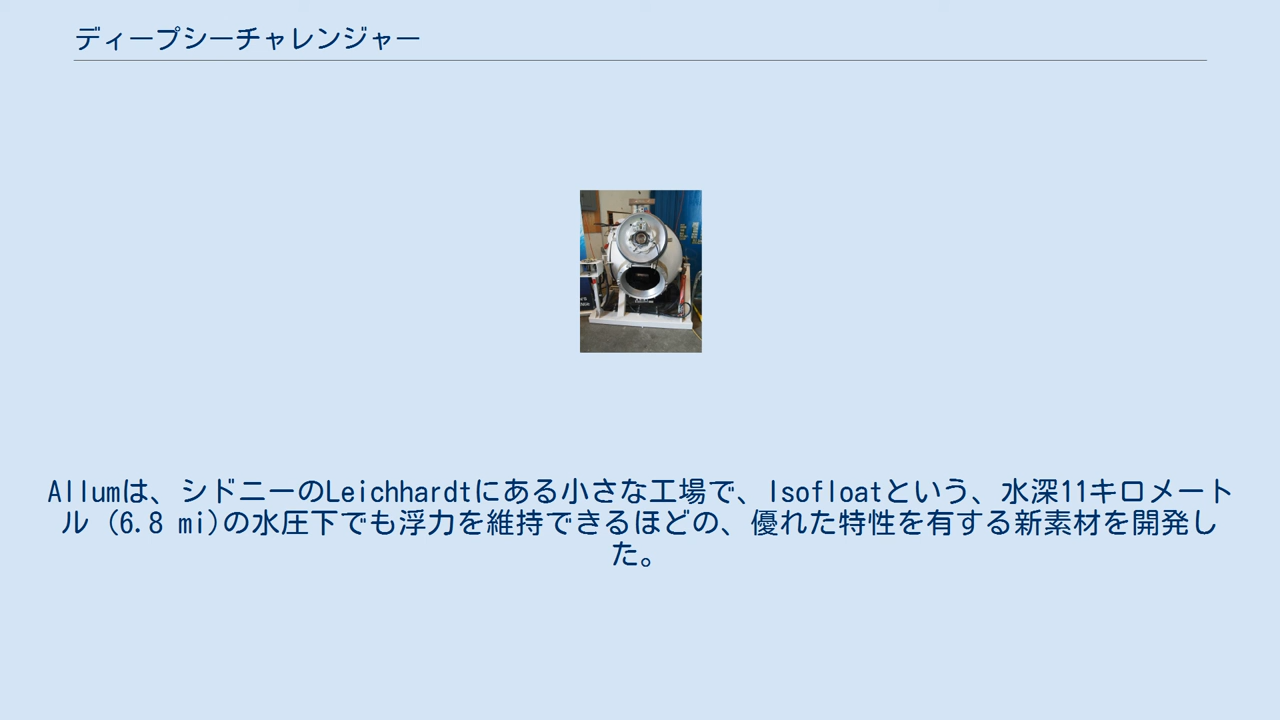 ディープシーチャレンジャー
Allumは、シドニーのLeichhardtにある小さな工場で、Isofloatという、水深11キロメート
ル (6.8 mi)の水圧下でも浮力を維持できるほどの、優れた特性を有する新素材を開発し
た。